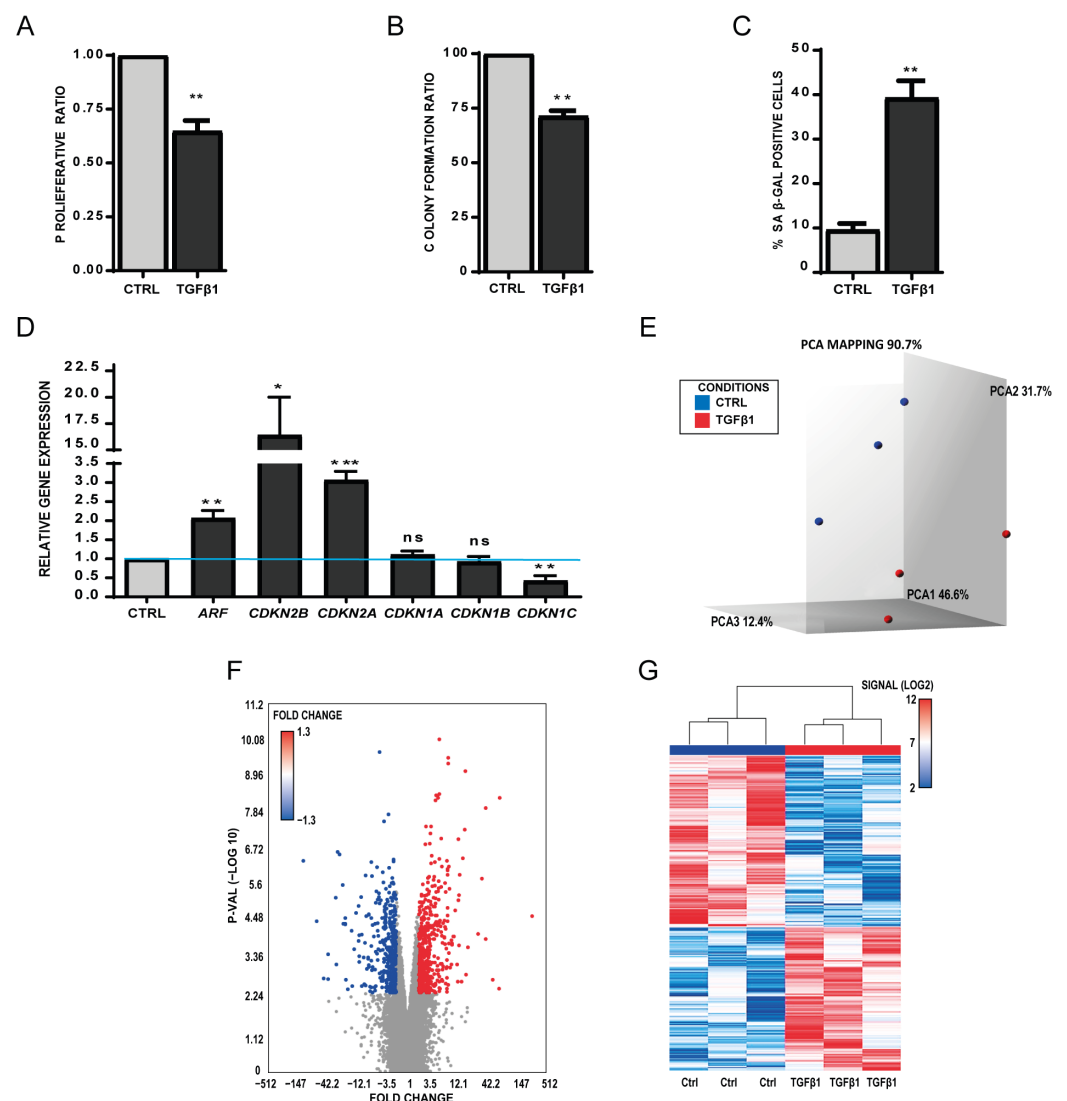 A
P ROLIEFERATIVE RATIO
1.00
0.75
0.50
0.25
0.00
**
CTRL
TGFβ1
B
C OLONY FORMATION RATIO
100
75
50
25
0
**
CTRL
TGFβ1
C
% SA β-GAL POSITIVE CELLS
50
40
30
20
10
0
**
CTRL
TGFβ1
D
RELATIVE GENE EXPRESSION
22.5
20.0
17.5
15.0
3.5
3.0
2.5
2.0
1.5
1.0
0.5
0.0
**
*
***
ns
ns
**
CTRL
ARF
CDKN2B
CDKN2A
CDKN1A
CDKN1B
CDKN1C
E
PCA MAPPING 90.7%
CONDITIONS
CTRL
TGFβ1
PCA2 31.7%
PCA1 46.6%
PCA3 12.4%
F
FOLD CHANGE
1.3
−1.3
P-VAL (−LOG 10)
11.2
10.08
8.96
7.84
6.72
5.6
4.48
3.36
2.24
1.12
0
−512 −147 −42.2 −12.1 −3.5 1 3.5 12.1 42.2 147 512
FOLD CHANGE
G
SIGNAL (LOG2)
12
7
2
Ctrl Ctrl Ctrl TGFβ1 TGFβ1 TGFβ1